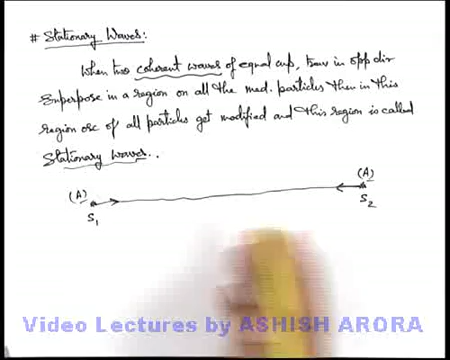 # Stationary Waves:
When two coherent waves of equal amp, trav in opp dir
Superpose in a region on all the med. particles then in this
region osc of all particles get modified and this region is called
Stationary waves..
(A) (A)
S1 S2
Video Lectures by ASHISH ARORA